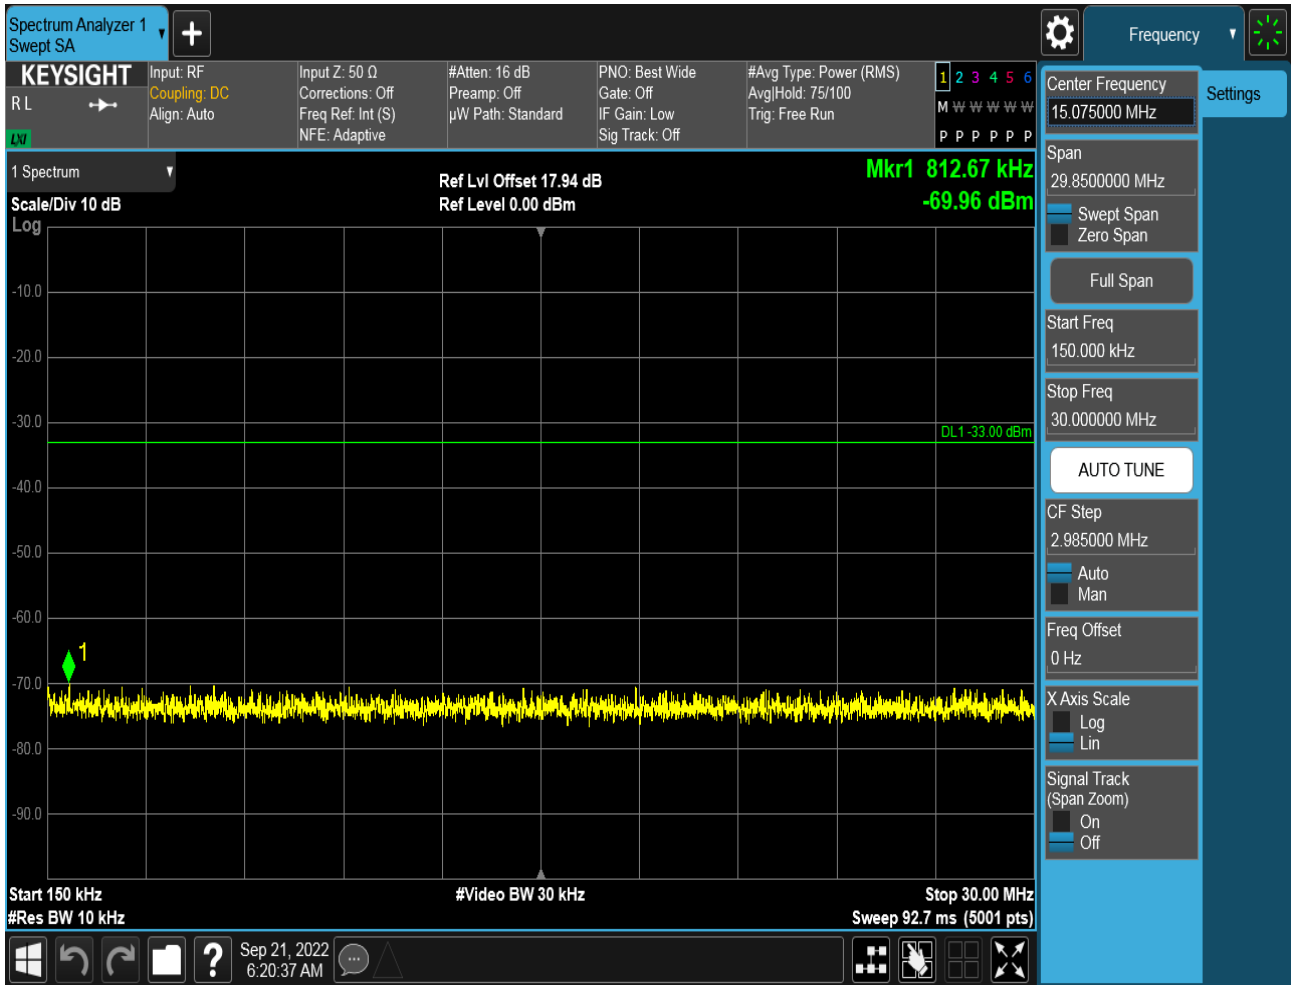 Spectrum Analyzer 1
Swept SA
Frequency
KEYSIGHT
R L
LXI
Input: RF
Coupling: DC
Align: Auto
Input Z: 50 Ω
Corrections: Off
Freq Ref: Int (S)
NFE: Adaptive
#Atten: 16 dB
Preamp: Off
µW Path: Standard
PNO: Best Wide
Gate: Off
IF Gain: Low
Sig Track: Off
#Avg Type: Power (RMS)
Avg|Hold: 75/100
Trig: Free Run
1 2 3 4 5 6
M W W W W W
P P P P P P
1 Spectrum
Scale/Div 10 dB
Log
Ref Lvl Offset 17.94 dB
Ref Level 0.00 dBm
Mkr1 812.67 kHz
-69.96 dBm
-10.0
-20.0
-30.0
DL1 -33.00 dBm
-40.0
-50.0
-60.0
1
-70.0
-80.0
-90.0
Start 150 kHz
#Res BW 10 kHz
#Video BW 30 kHz
Stop 30.00 MHz
Sweep 92.7 ms (5001 pts)
Sep 21, 2022
6:20:37 AM
Center Frequency
15.075000 MHz
Settings
Span
29.8500000 MHz
Swept Span
Zero Span
Full Span
Start Freq
150.000 kHz
Stop Freq
30.000000 MHz
AUTO TUNE
CF Step
2.985000 MHz
Auto
Man
Freq Offset
0 Hz
X Axis Scale
Log
Lin
Signal Track
(Span Zoom)
On
Off